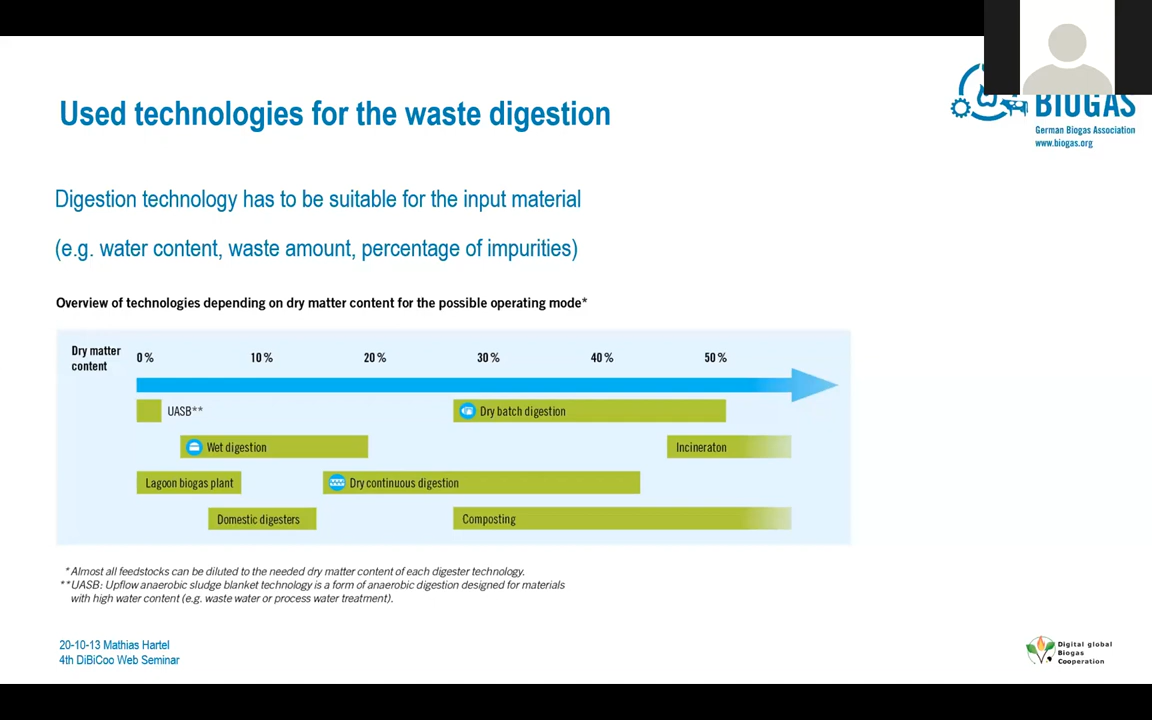 BIOGAS
German Biogas Association
www.biogas.org
Used technologies for the waste digestion
Digestion technology has to be suitable for the input material
(e.g. water content, waste amount, percentage of impurities)
Overview of technologies depending on dry matter content for the possible operating mode*
Dry matter
content
0 % 10 % 20 % 30 % 40 % 50 %
UASB** Dry batch digestion
Wet digestion Incineraton
Lagoon biogas plant Dry continuous digestion
Domestic digesters Composting
* Almost all feedstocks can be diluted to the needed dry matter content of each digester technology.
**UASB: Upflow anaerobic sludge blanket technology is a form of anaerobic digestion designed for materials
with high water content (e.g. waste water or process water treatment).
20-10-13 Mathias Hartel
4th DiBiCoo Web Seminar
Digital global
Biogas
Cooperation